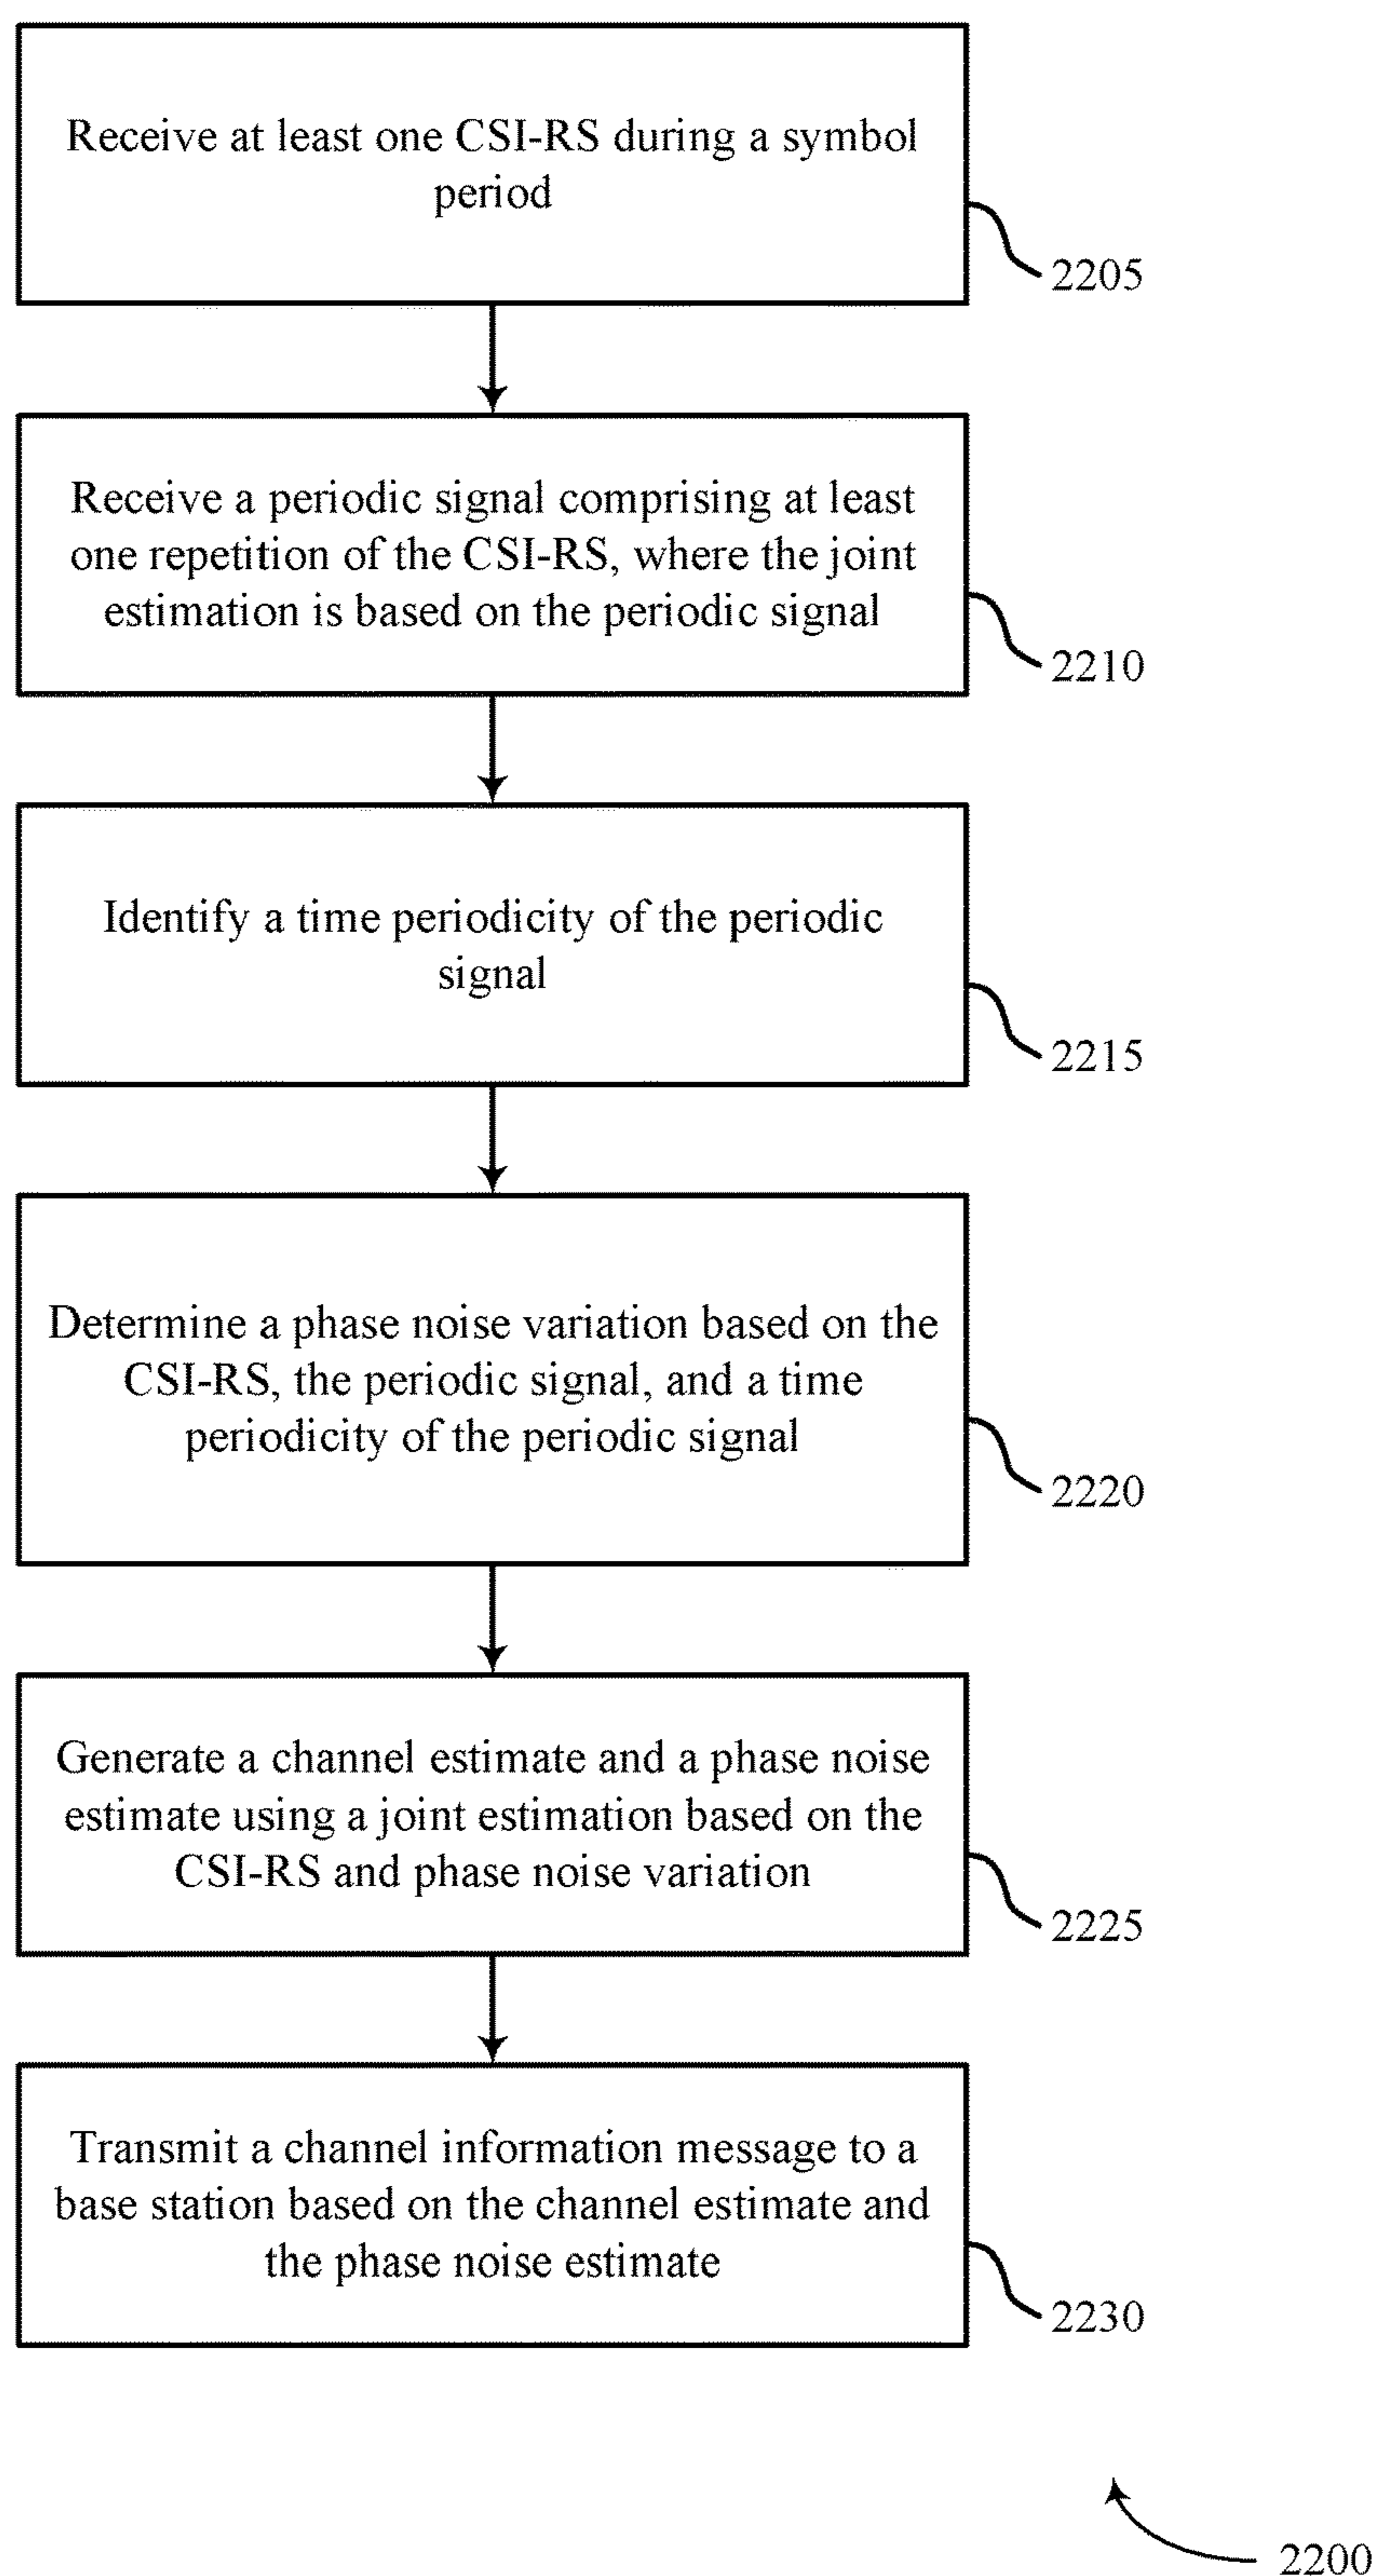 Receive at least one CSI-RS during a symbol
period
2205
Receive a periodic signal comprising at least
one repetition of the CSI-RS, where the joint
estimation is based on the periodic signal
2210
Identify a time periodicity of the periodic
signal
2215
Determine a phase noise variation based on the
CSI-RS, the periodic signal, and a time
periodicity of the periodic signal
2220
Generate a channel estimate and a phase noise
estimate using a joint estimation based on the
CSI-RS and phase noise variation
2225
Transmit a channel information message to a
base station based on the channel estimate and
the phase noise estimate
2230
2200